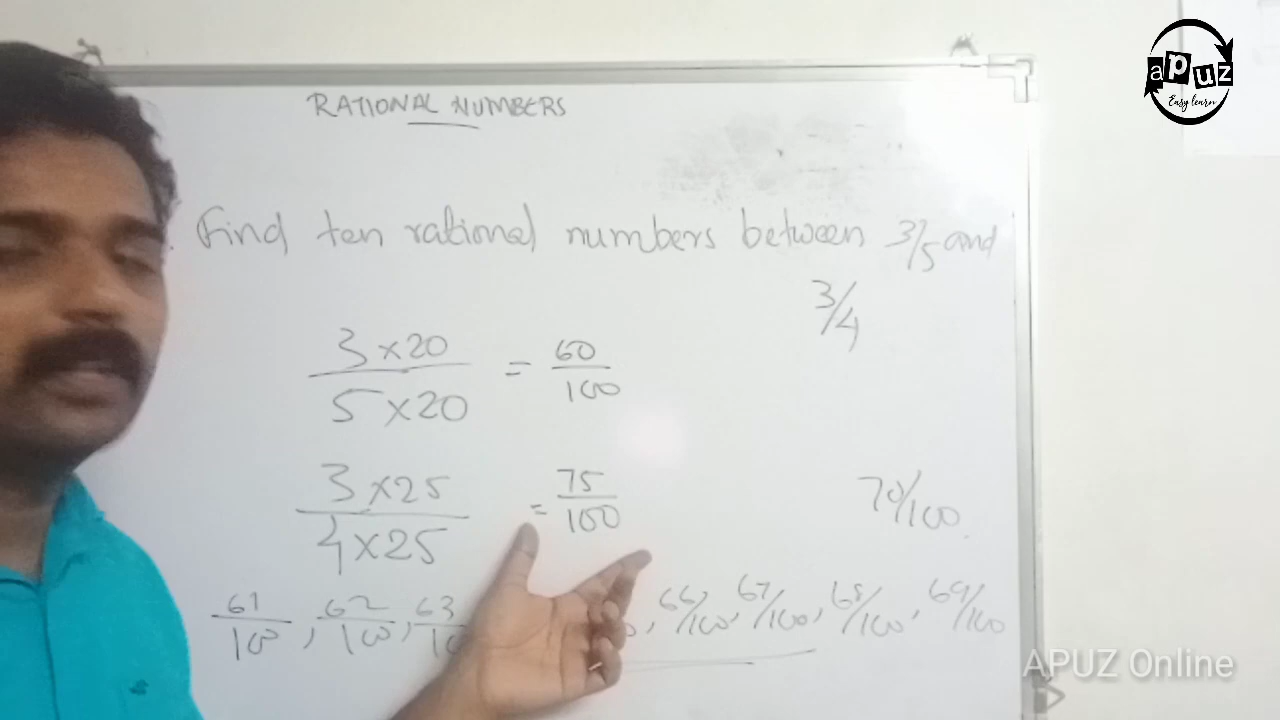 apuz
Easy learn
RATIONAL NUMBERS
Find ten rational numbers between 3/5 and
3/4
3 × 20 / 5 × 20 = 60/100
3 × 25 / 4 × 25 = 75/100
70/100
61/100, 62/100, 63/ , 66/100, 67/100, 68/100, 69/100
APUZ Online